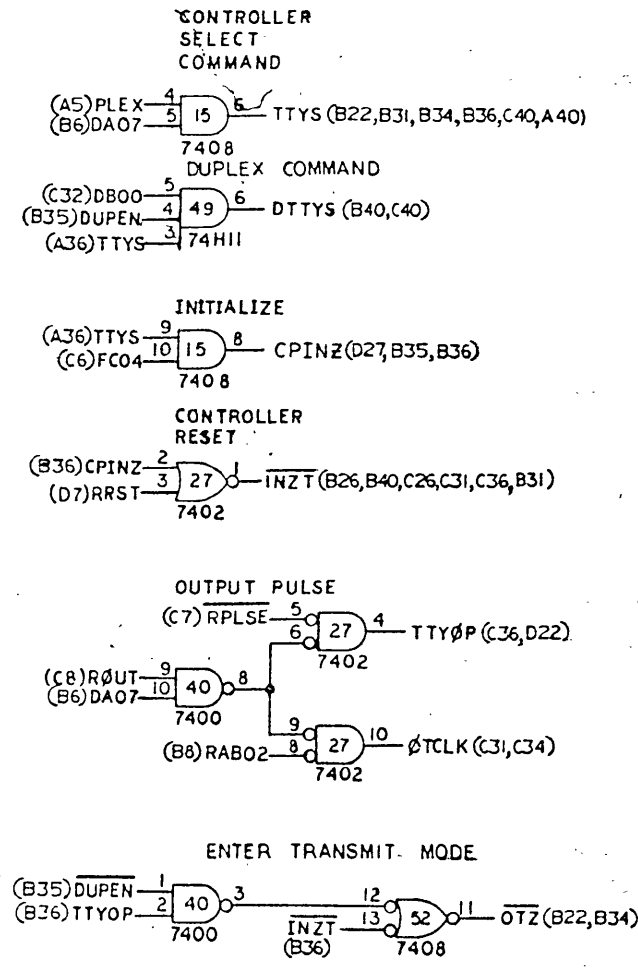 CONTROLLER
SELECT
COMMAND
(A5)PLEX 4
(B6)DA07 5
15
6
TTYS (B22,B31,B34,B36,C40,A40)
7408
DUPLEX COMMAND
(C32)DB00 5
(B35)DUPEN 4
(A36)TTYS 3
49
6
DTTYS (B40,C40)
74H11
INITIALIZE
(A36)TTYS 9
(C6)FC04 10
15
8
CPINZ(D27,B35,B36)
7408
CONTROLLER
RESET
(B36)CPINZ 2
(D7)RRST 3
27
1
I̅N̅Z̅T̅ (B26,B40,C26,C31,C36,B31)
7402
OUTPUT PULSE
(C7) R̅P̅L̅S̅E̅ 5
6
27
4
TTYØP (C36,D22)
7402
(C8)RØUT 9
(B6)DA07 10
40
8
7400
9
(B8) RAB02 8
27
10
ØTCLK (C31,C34)
7402
ENTER TRANSMIT MODE
(B35)D̅U̅P̅E̅N̅ 1
(B36)TTYOP 2
40
3
7400
12
I̅N̅Z̅T̅ 13
(B36)
52
11
O̅T̅Z̅ (B22,B34)
7408